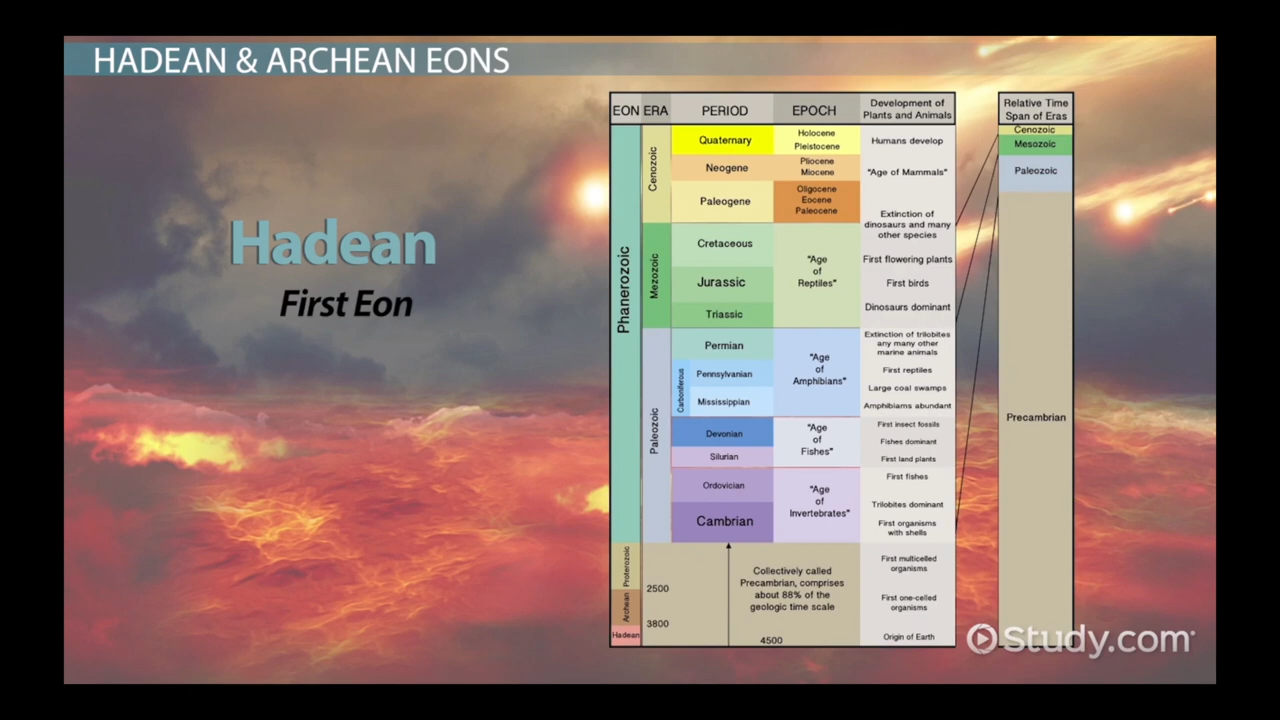 HADEAN & ARCHEAN EONS
Hadean
First Eon
EON ERA PERIOD EPOCH Development of
Plants and Animals
Phanerozoic
Cenozoic
Quaternary
Holocene
Pleistocene
Humans develop
Neogene
Pliocene
Miocene
"Age of Mammals"
Paleogene
Oligocene
Eocene
Paleocene
Extinction of
dinosaurs and many
other species
Mezozoic
Cretaceous
Jurassic
Triassic
"Age
of
Reptiles"
First flowering plants
First birds
Dinosaurs dominant
Paleozoic
Permian
Carboniferous
Pennsylvanian
Mississippian
"Age
of
Amphibians"
Extinction of trilobites
any many other
marine animals
First reptiles
Large coal swamps
Amphibiams abundant
Devonian
Silurian
"Age
of
Fishes"
First insect fossils
Fishes dominant
First land plants
Ordovician
Cambrian
"Age
of
Invertebrates"
First fishes
Trilobites dominant
First organisms
with shells
Proterozoic
Archean
Hadean
2500
3800
4500
Collectively called
Precambrian, comprises
about 88% of the
geologic time scale
First multicelled
organisms
First one-celled
organisms
Origin of Earth
Relative Time
Span of Eras
Cenozoic
Mesozoic
Paleozoic
Precambrian
Study.com